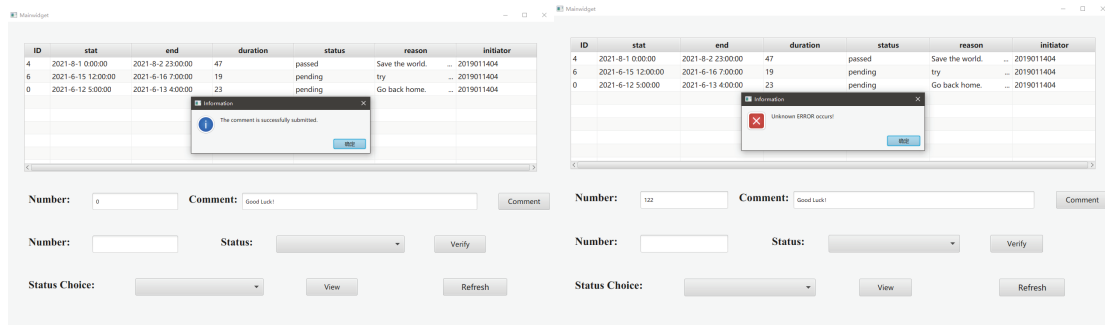 Mainwidget
ID stat end duration status reason initiator
4 2021-8-1 0:00:00 2021-8-2 23:00:00 47 passed Save the world. ... 2019011404
6 2021-6-15 12:00:00 2021-6-16 7:00:00 19 pending try ... 2019011404
0 2021-6-12 5:00:00 2021-6-13 4:00:00 23 pending Go back home. ... 2019011404
Information
The comment is successfully submitted.
确定
Number: 0 Comment: Good Luck! Comment
Number: Status: Verify
Status Choice: View Refresh
Mainwidget
ID stat end duration status reason initiator
4 2021-8-1 0:00:00 2021-8-2 23:00:00 47 passed Save the world. ... 2019011404
6 2021-6-15 12:00:00 2021-6-16 7:00:00 19 pending try ... 2019011404
0 2021-6-12 5:00:00 2021-6-13 4:00:00 23 pending Go back home. ... 2019011404
Information
Unknown ERROR occurs!
确定
Number: 122 Comment: Good Luck! Comment
Number: Status: Verify
Status Choice: View Refresh